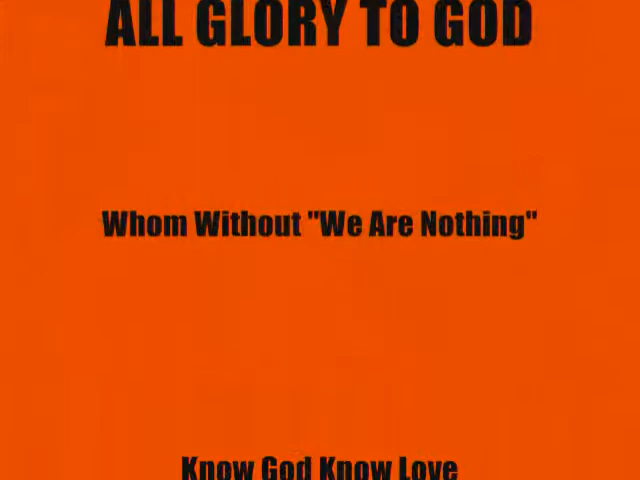 ALL GLORY TO GOD
Whom Without "We Are Nothing"
Know God Know Love